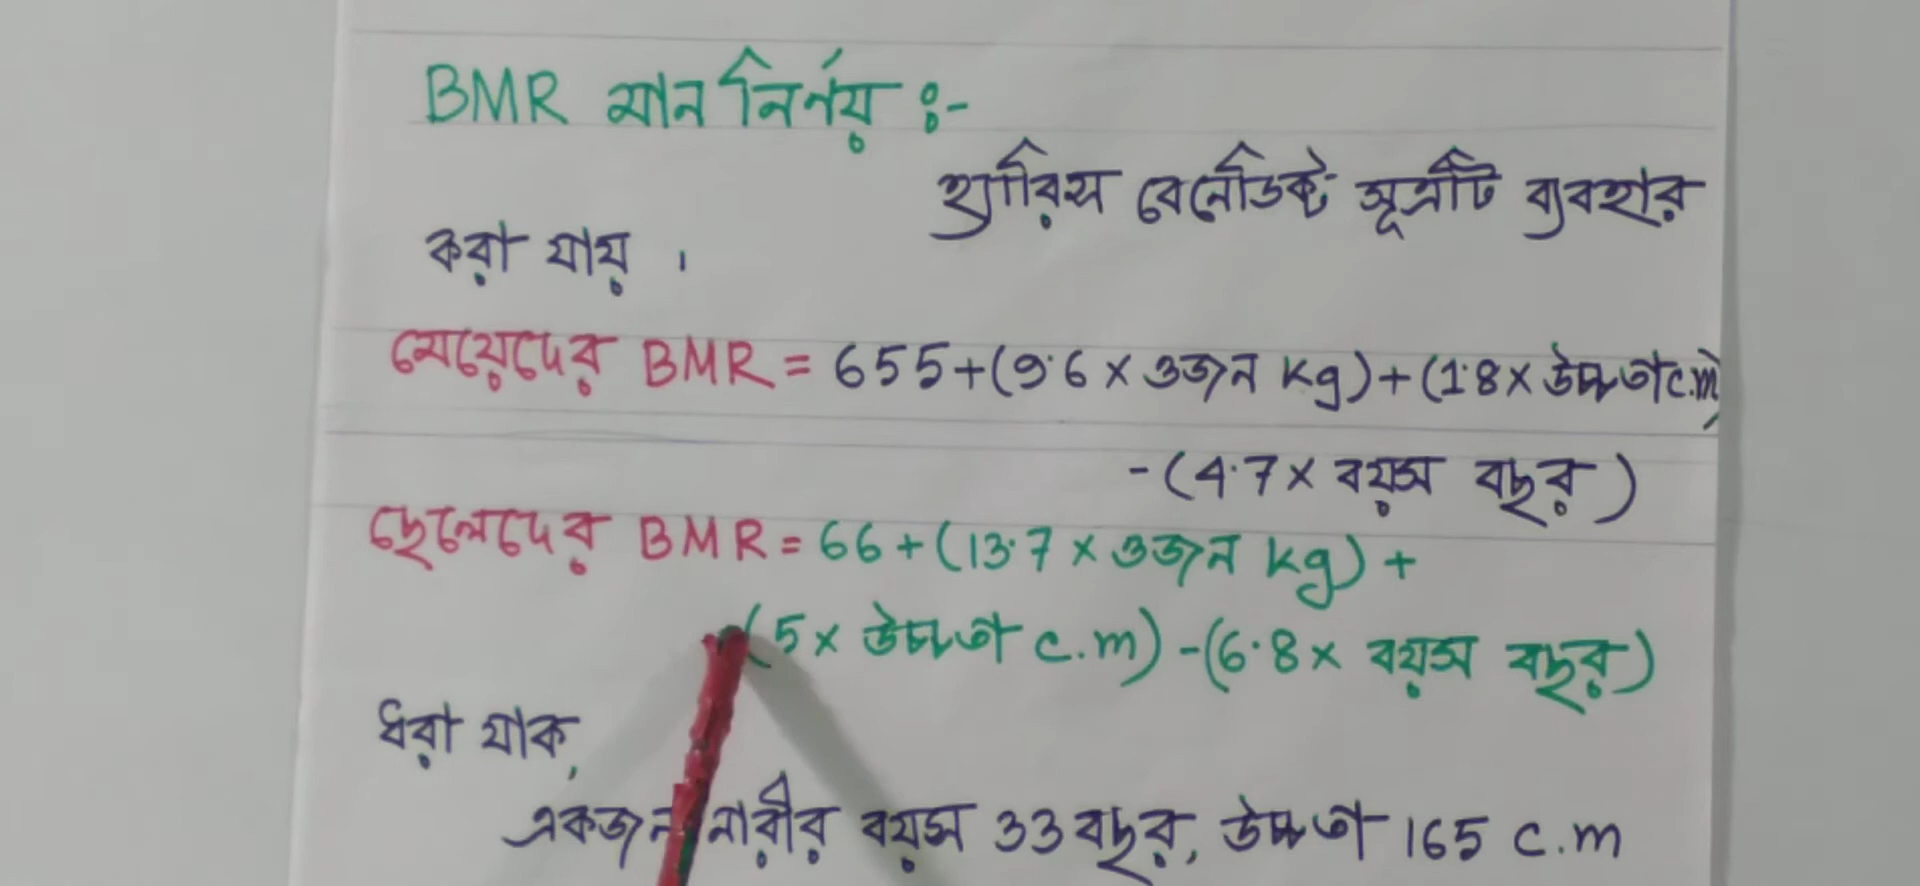 BMR মান নির্ণয় ঃ-
হ্যারিস বেনেডিক্ট সূত্রটি ব্যবহার
করা যায় ।
মেয়েদের BMR = 655+(9.6 × ওজন kg)+(1.8× উচ্চতা c.m)
-(4.7× বয়স বছর)
ছেলেদের BMR = 66+(13.7 × ওজন kg) +
(5× উচ্চতা c.m) -(6.8× বয়স বছর)
ধরা যাক,
একজন নারীর বয়স 33 বছর, উচ্চতা 165 c.m